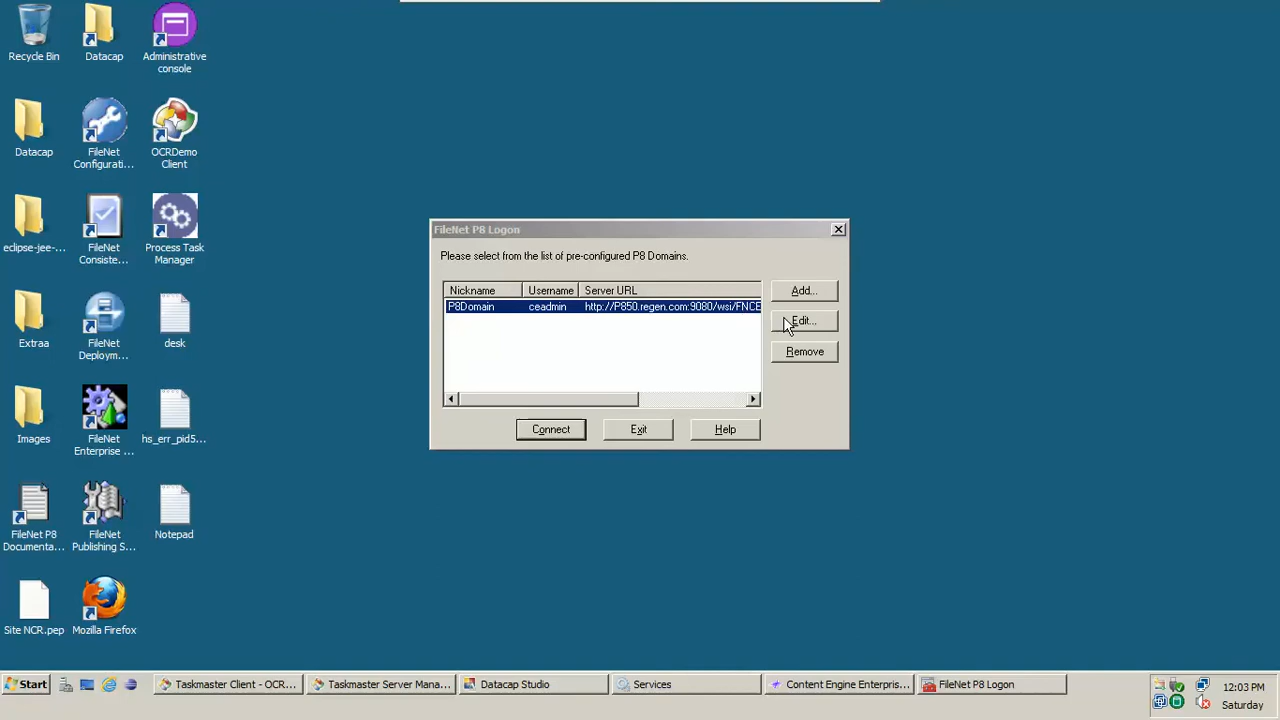 Recycle Bin
Datacap
Administrative
console
Datacap
FileNet
Configurati...
OCRDemo
Client
eclipse-jee-...
FileNet
Consiste...
Process Task
Manager
Extraa
FileNet
Deploym...
desk
Images
FileNet
Enterprise ...
hs_err_pid5...
FileNet P8
Documenta...
FileNet
Publishing S...
Notepad
Site NCR.pep
Mozilla Firefox
FileNet P8 Logon
Please select from the list of pre-configured P8 Domains.
Nickname Username Server URL
P8Domain ceadmin http://P850.regen.com:9080/wsi/FNCE
Add...
Edit...
Remove
Connect Exit Help
Start
Taskmaster Client - OCR...
Taskmaster Server Mana...
Datacap Studio
Services
Content Engine Enterpris...
FileNet P8 Logon
12:03 PM
Saturday